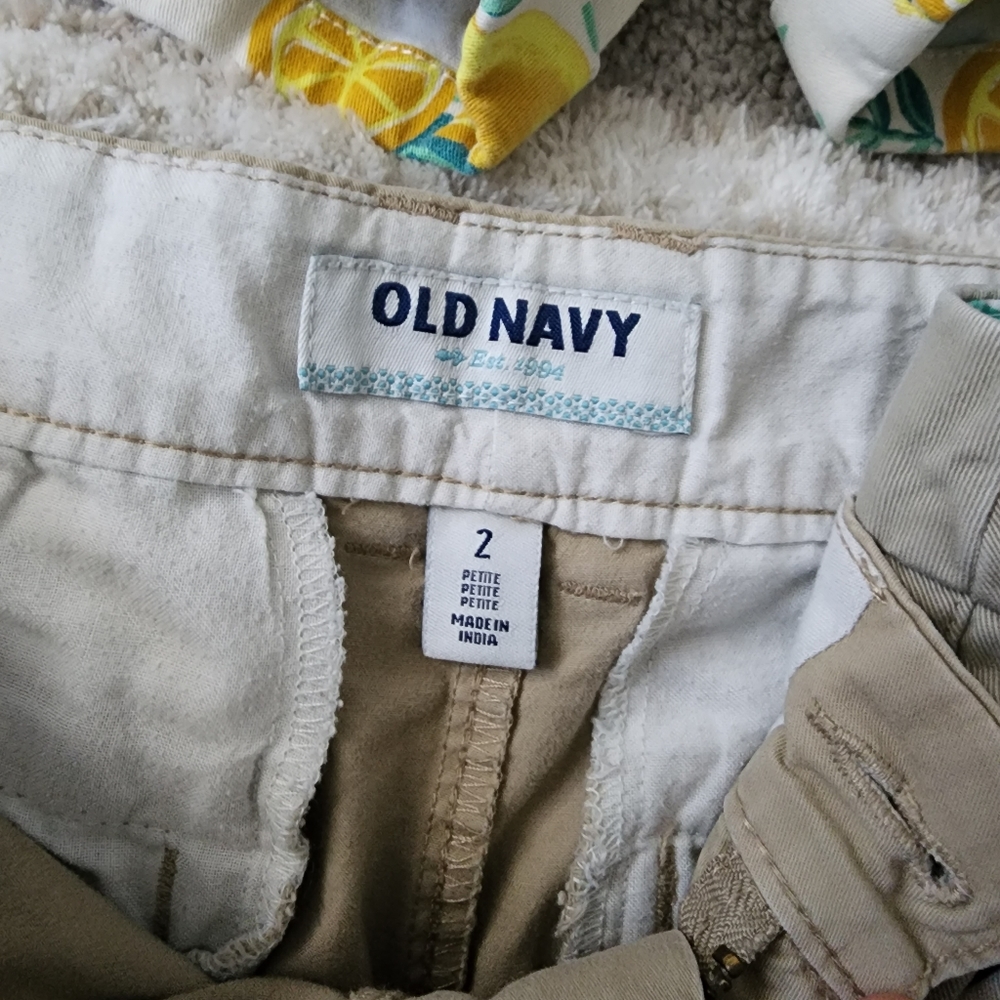 OLD NAVY
Est. 1994
2
PETITE
PETITE
PETITE
MADE IN
INDIA